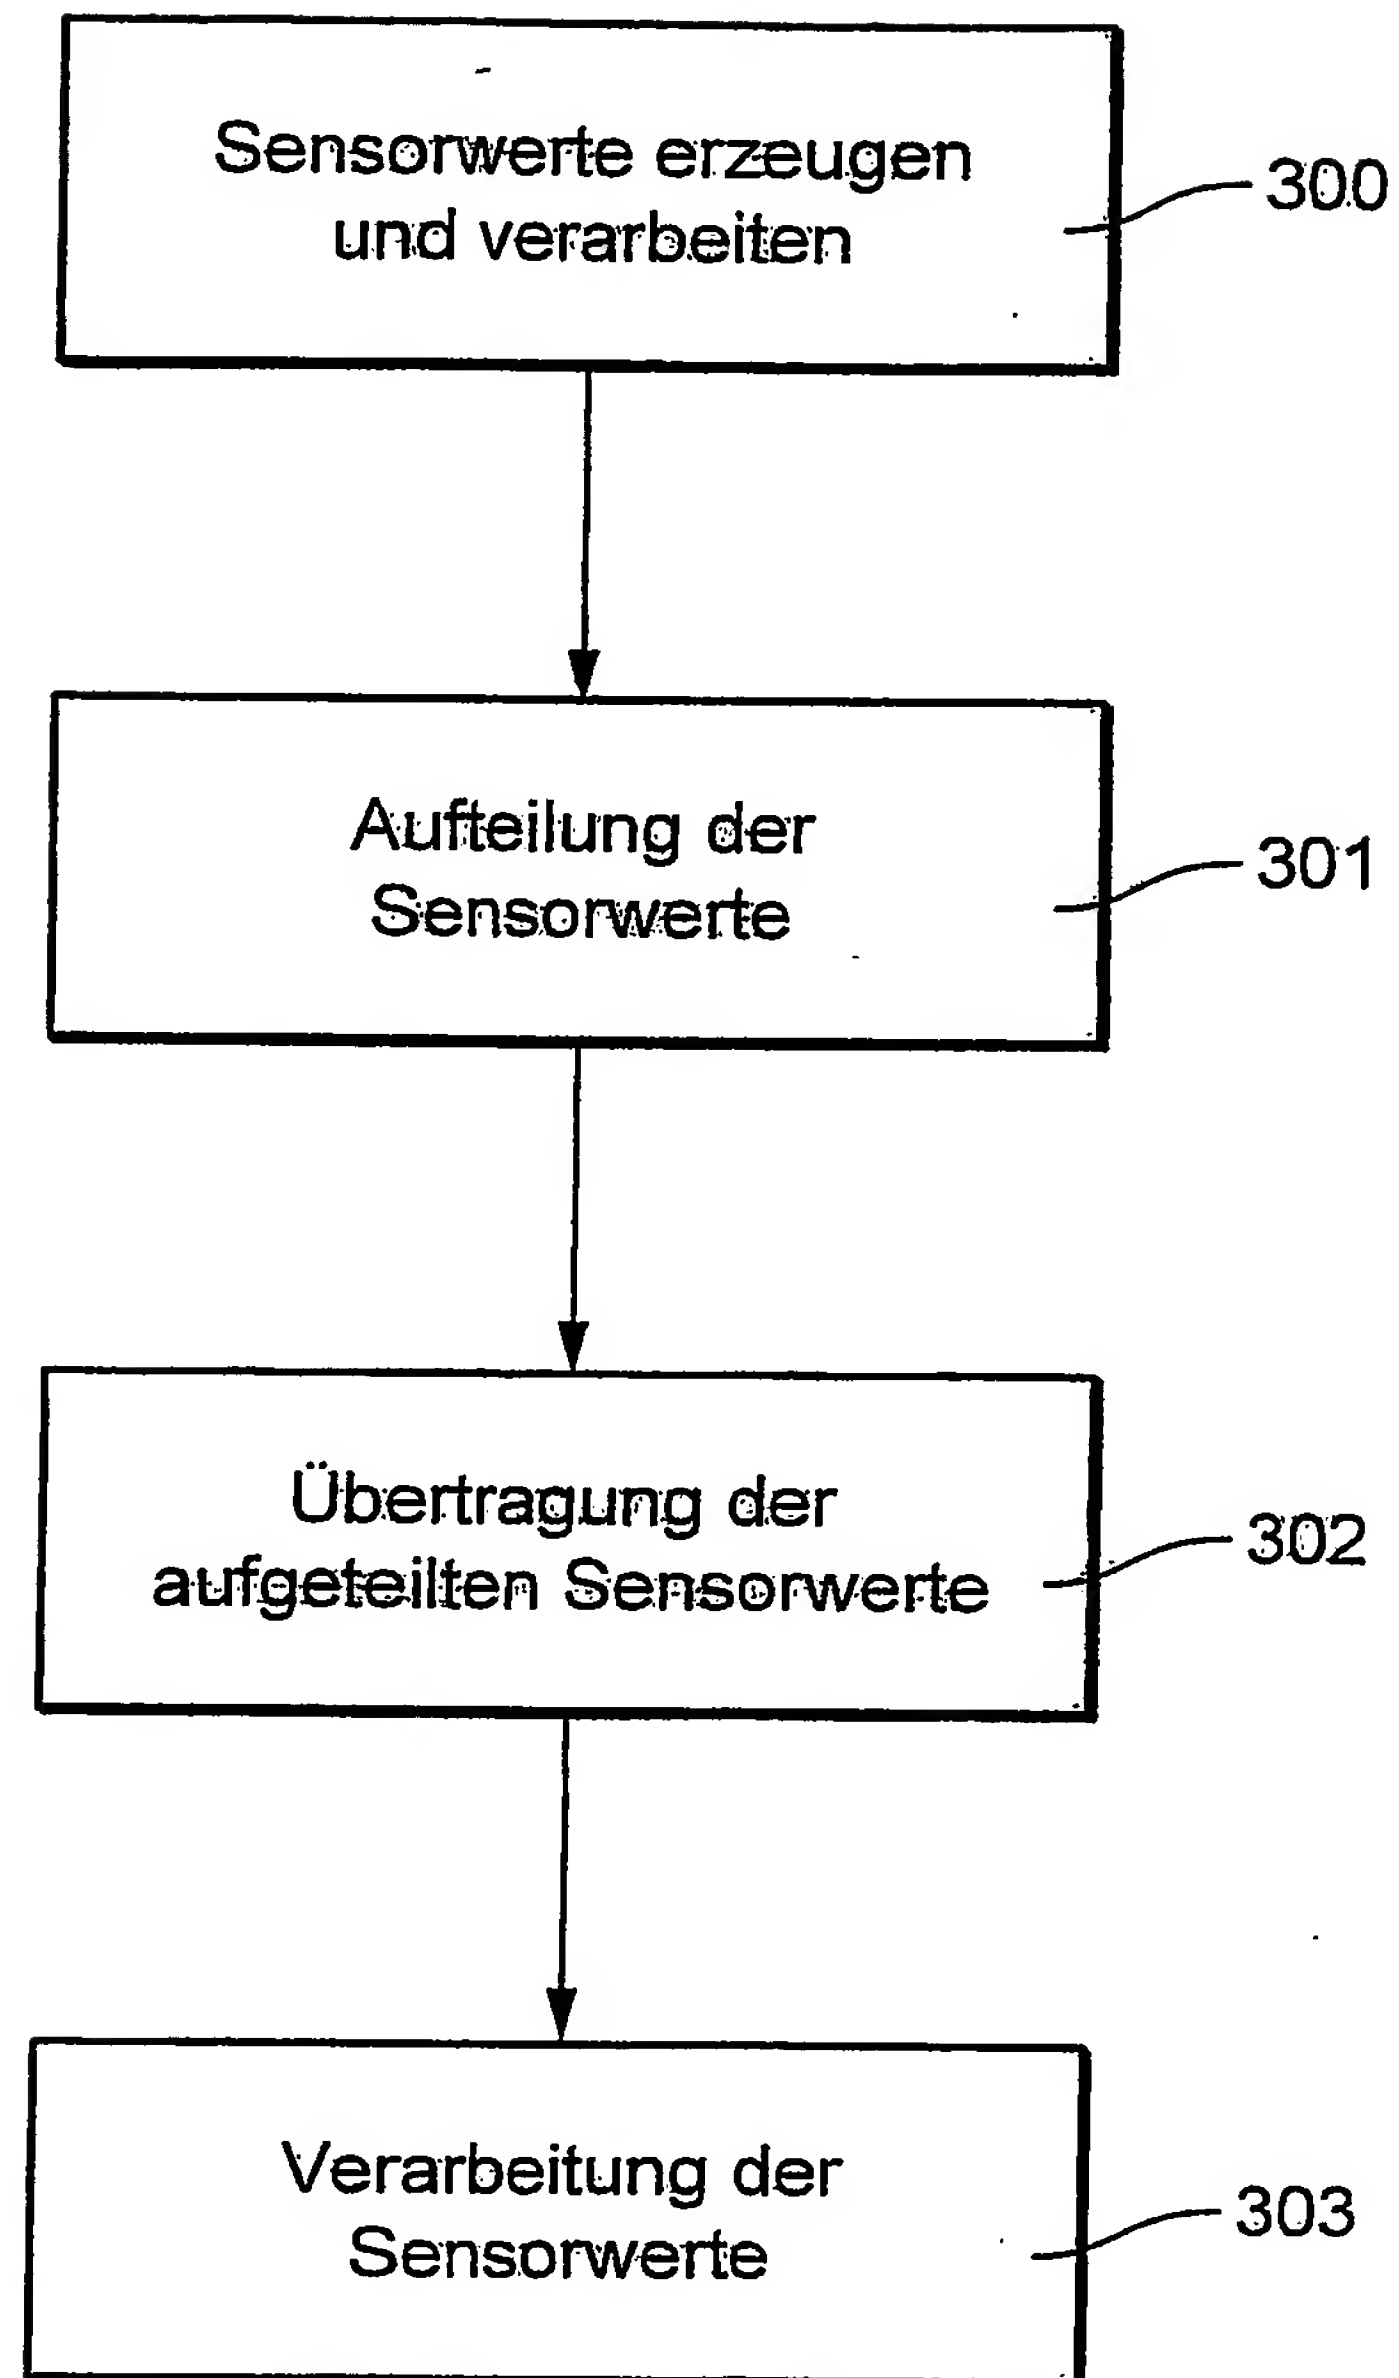 Sensorwerte erzeugen
und verarbeiten
300
Aufteilung der
Sensorwerte
301
Übertragung der
aufgeteilten Sensorwerte
302
Verarbeitung der
Sensorwerte
303